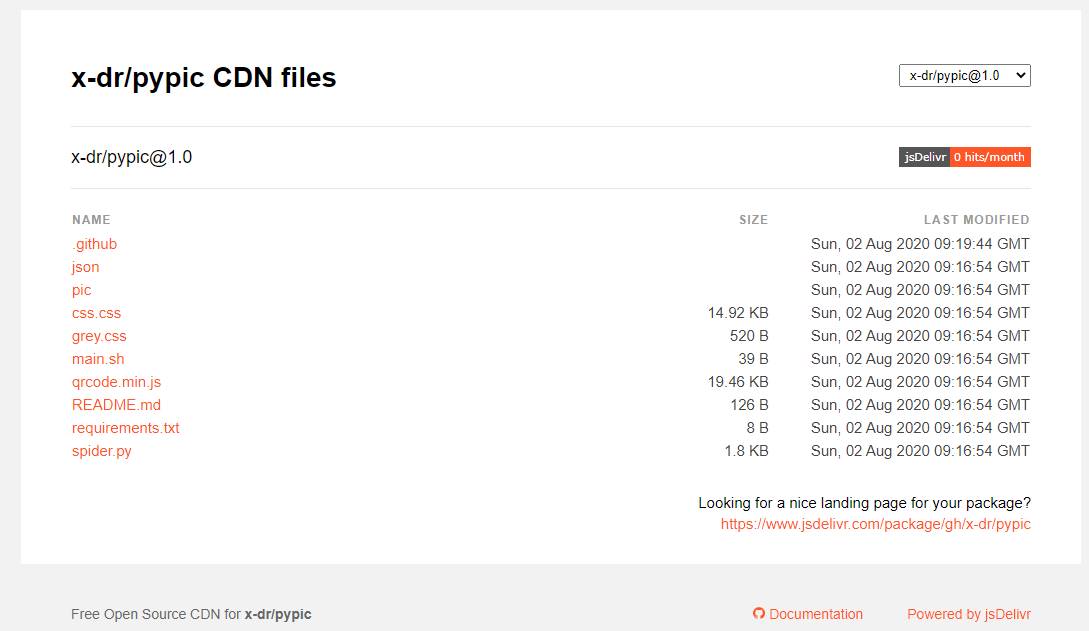 x-dr/pypic CDN files
x-dr/pypic@1.0
x-dr/pypic@1.0
jsDelivr 0 hits/month
NAME SIZE LAST MODIFIED
.github Sun, 02 Aug 2020 09:19:44 GMT
json Sun, 02 Aug 2020 09:16:54 GMT
pic Sun, 02 Aug 2020 09:16:54 GMT
css.css 14.92 KB Sun, 02 Aug 2020 09:16:54 GMT
grey.css 520 B Sun, 02 Aug 2020 09:16:54 GMT
main.sh 39 B Sun, 02 Aug 2020 09:16:54 GMT
qrcode.min.js 19.46 KB Sun, 02 Aug 2020 09:16:54 GMT
README.md 126 B Sun, 02 Aug 2020 09:16:54 GMT
requirements.txt 8 B Sun, 02 Aug 2020 09:16:54 GMT
spider.py 1.8 KB Sun, 02 Aug 2020 09:16:54 GMT
Looking for a nice landing page for your package?
https://www.jsdelivr.com/package/gh/x-dr/pypic
Free Open Source CDN for x-dr/pypic Documentation Powered by jsDelivr